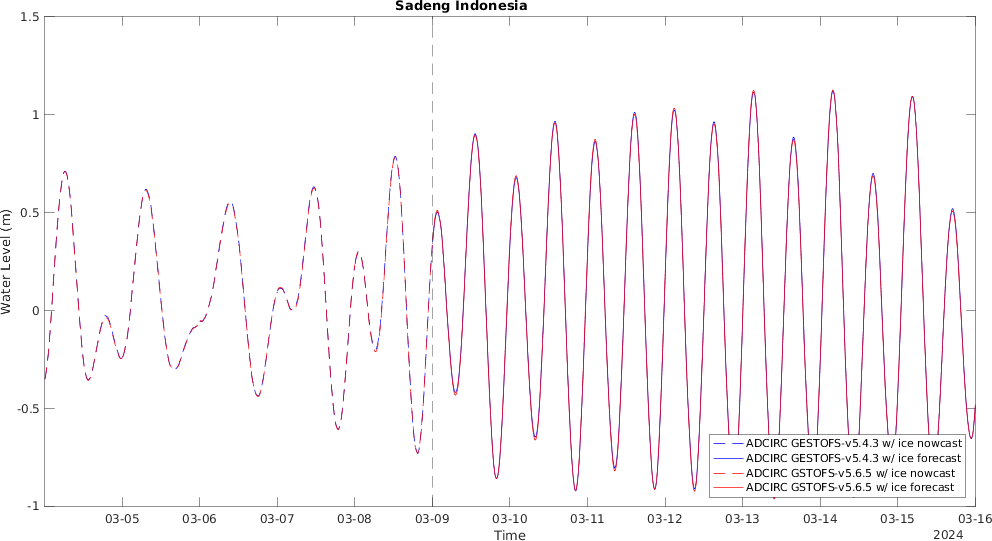 Sadeng Indonesia
1.5
1
0.5
0
-0.5
-1
Water Level (m)
ADCIRC GESTOFS-v5.4.3 w/ ice nowcast
ADCIRC GESTOFS-v5.4.3 w/ ice forecast
ADCIRC GSTOFS-v5.6.5 w/ ice nowcast
ADCIRC GSTOFS-v5.6.5 w/ ice forecast
03-05 03-06 03-07 03-08 03-09 03-10 03-11 03-12 03-13 03-14 03-15 03-16
Time
2024